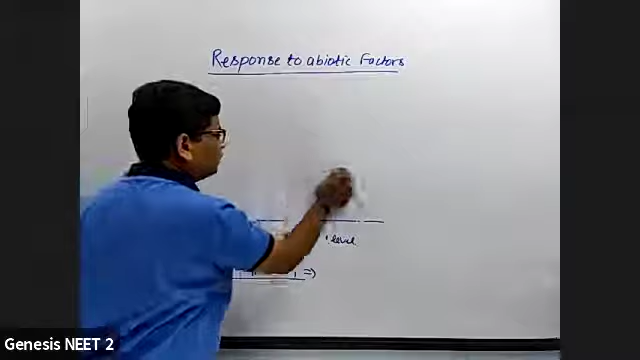 Response to abiotic Factors
level
⇒
Genesis NEET 2